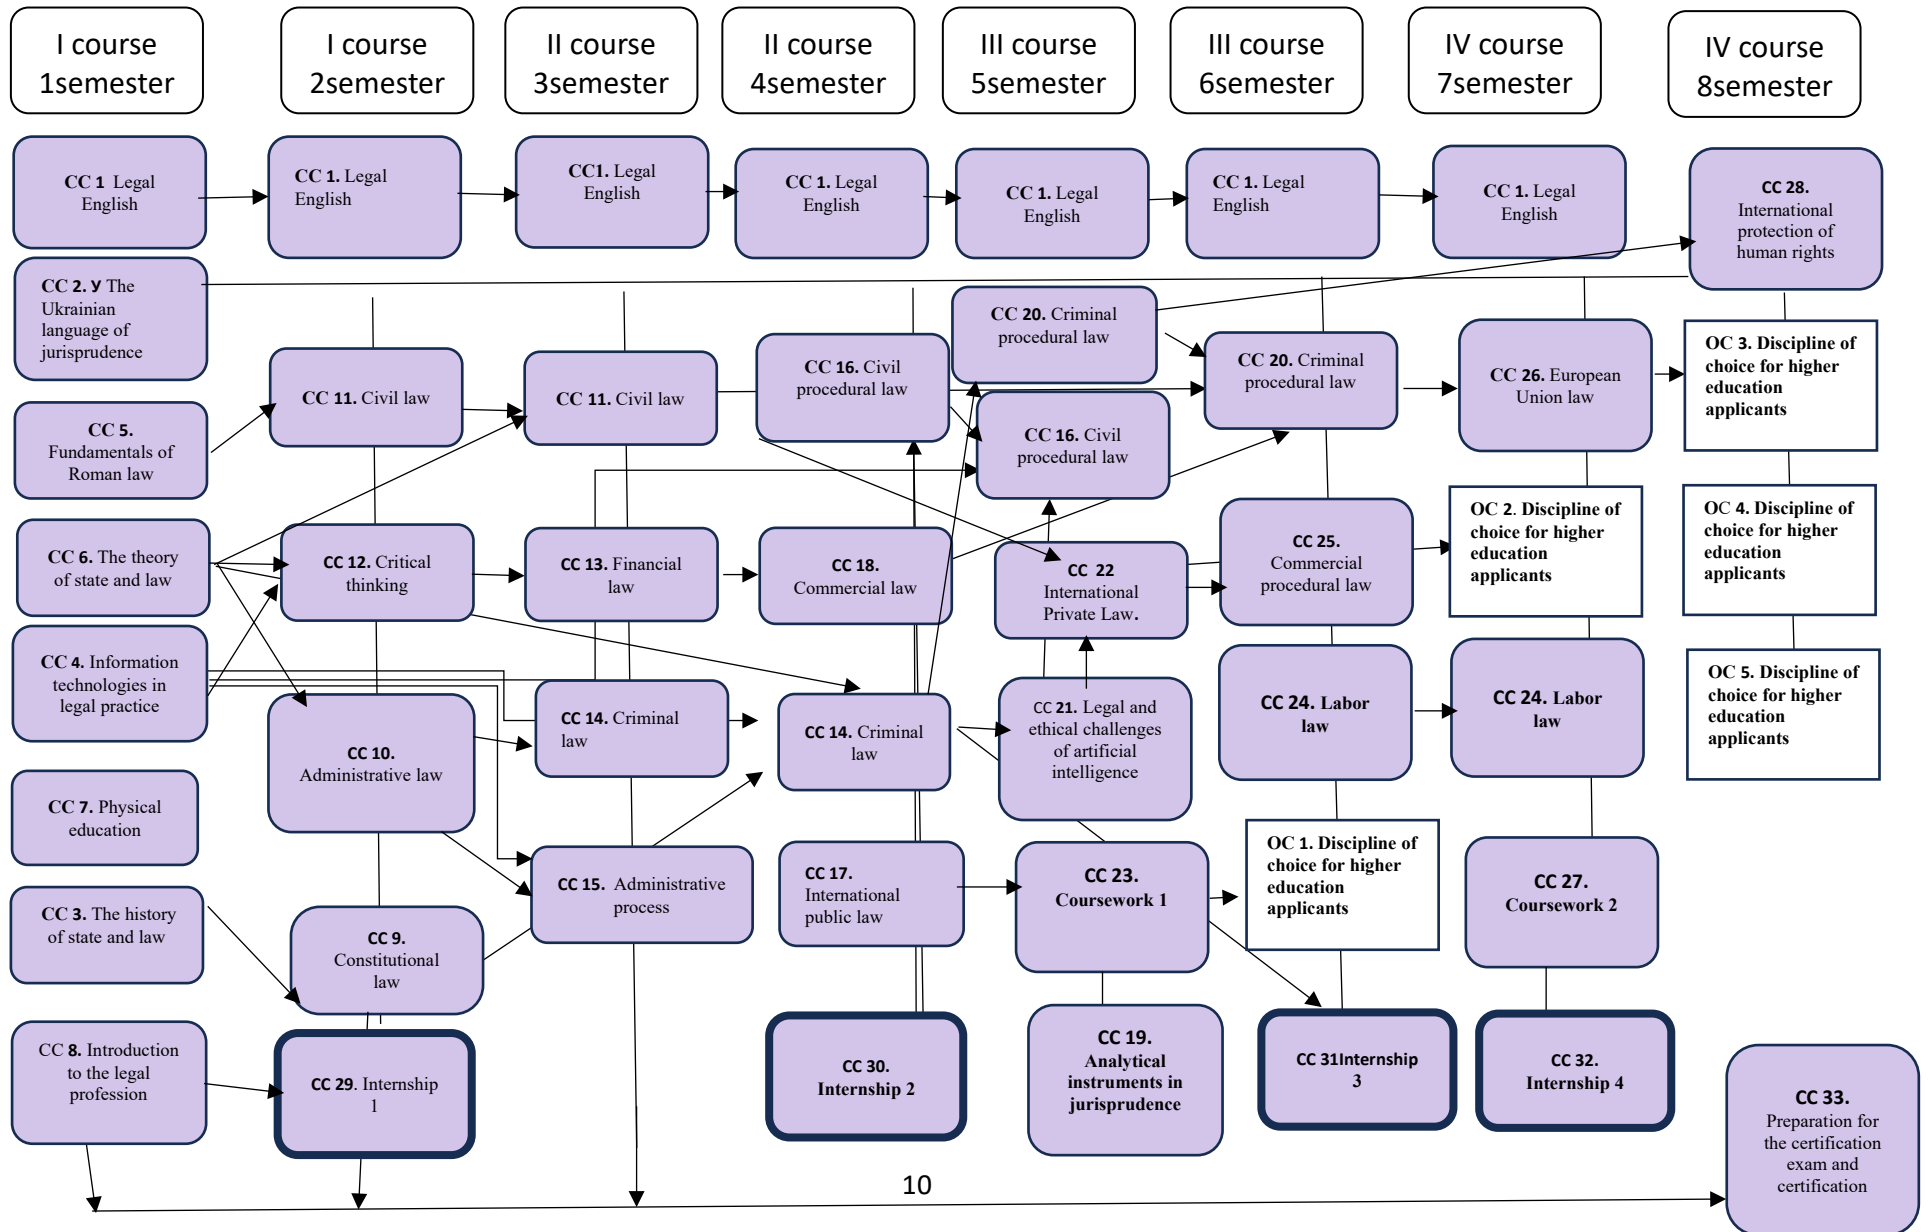 I course
1semester
I course
2semester
II course
3semester
II course
4semester
III course
5semester
III course
6semester
IV course
7semester
IV course
8semester
CC 1 Legal
English
CC 1. Legal
English
CC1. Legal
English
CC 1. Legal
English
CC 1. Legal
English
CC 1. Legal
English
CC 1. Legal
English
CC 28.
International
protection of
human rights
CC 2. У The
Ukrainian
language of
jurisprudence
CC 20. Criminal
procedural law
CC 11. Civil law
CC 11. Civil law
CC 16. Civil
procedural law
CC 20. Criminal
procedural law
CC 26. European
Union law
OC 3. Discipline of
choice for higher
education
applicants
CC 5.
Fundamentals of
Roman law
CC 16. Civil
procedural law
CC 6. The theory
of state and law
CC 12. Critical
thinking
CC 13. Financial
law
CC 18.
Commercial law
CC 22
International
Private Law.
CC 25.
Commercial
procedural law
OC 2. Discipline of
choice for higher
education
applicants
OC 4. Discipline of
choice for higher
education
applicants
CC 4. Information
technologies in
legal practice
CC 10.
Administrative law
CC 14. Criminal
law
CC 14. Criminal
law
CC 21. Legal and
ethical challenges
of artificial
intelligence
CC 24. Labor
law
CC 24. Labor
law
OC 5. Discipline of
choice for higher
education
applicants
CC 7. Physical
education
CC 3. The history
of state and law
CC 9.
Constitutional
law
CC 15. Administrative
process
CC 17.
International
public law
CC 23.
Coursework 1
OC 1. Discipline of
choice for higher
education
applicants
CC 27.
Coursework 2
CC 8. Introduction
to the legal
profession
CC 29. Internship
1
CC 30.
Internship 2
CC 19.
Analytical
instruments in
jurisprudence
CC 31Internship
3
CC 32.
Internship 4
CC 33.
Preparation for
the certification
exam and
certification
10